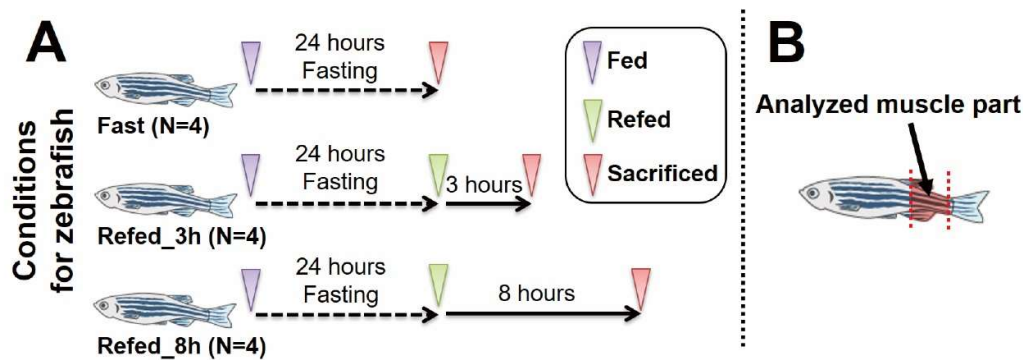 A
Conditions
for zebrafish
24 hours
Fasting
Fast (N=4)
24 hours
Fasting
3 hours
Refed_3h (N=4)
24 hours
Fasting
8 hours
Refed_8h (N=4)
Fed
Refed
Sacrificed
B
Analyzed muscle part